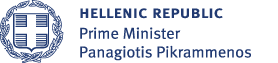 HELLENIC REPUBLIC
Prime Minister
Panagiotis Pikrammenos